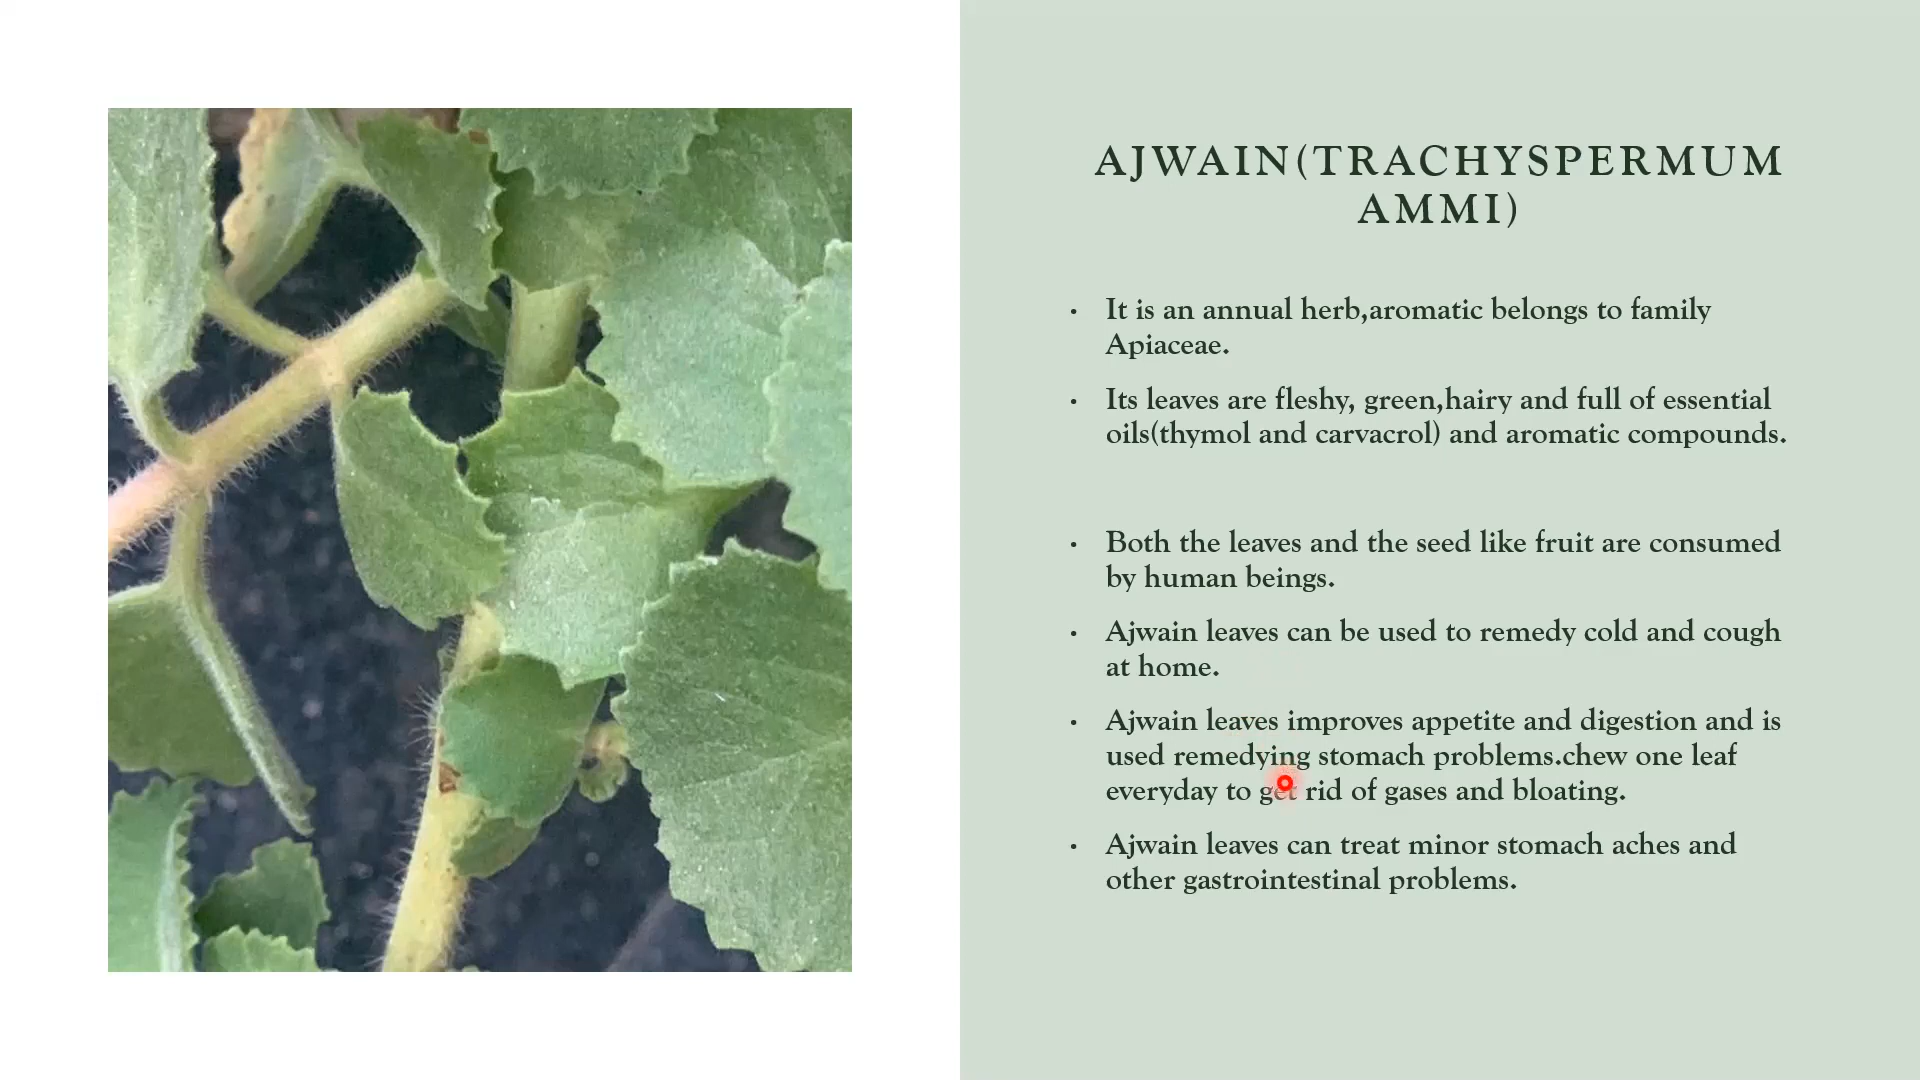 AJWAIN(TRACHYSPERMUM
AMMI)
• It is an annual herb,aromatic belongs to family
Apiaceae.
• Its leaves are fleshy, green,hairy and full of essential
oils(thymol and carvacrol) and aromatic compounds.
• Both the leaves and the seed like fruit are consumed
by human beings.
• Ajwain leaves can be used to remedy cold and cough
at home.
• Ajwain leaves improves appetite and digestion and is
used remedying stomach problems.chew one leaf
everyday to get rid of gases and bloating.
• Ajwain leaves can treat minor stomach aches and
other gastrointestinal problems.